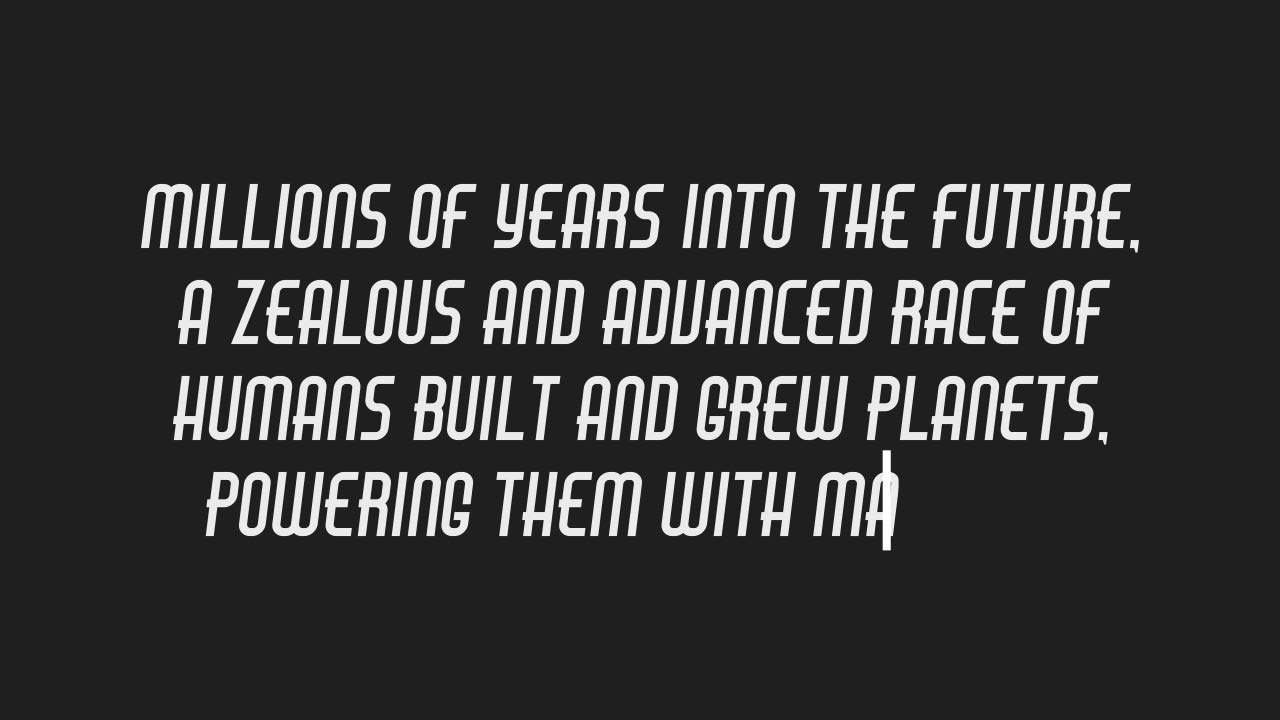 MILLIONS OF YEARS INTO THE FUTURE,
A ZEALOUS AND ADVANCED RACE OF
HUMANS BUILT AND GREW PLANETS,
POWERING THEM WITH MA